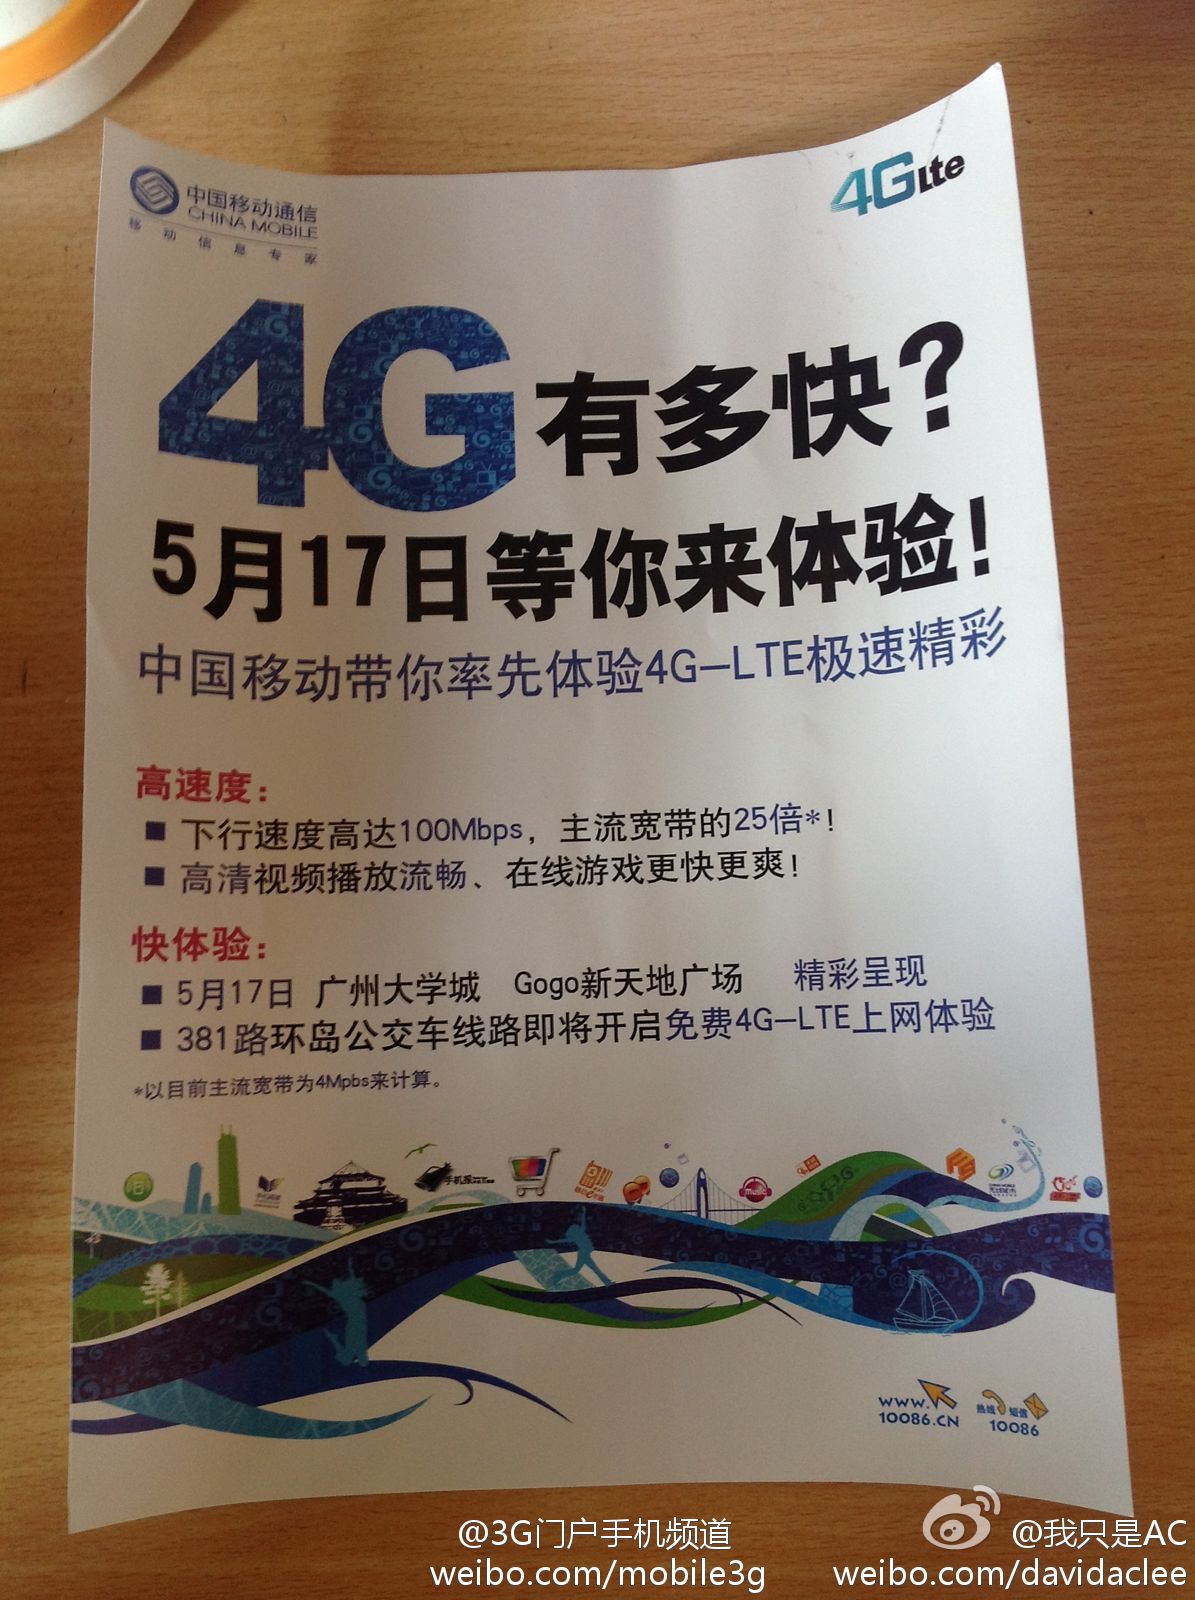 中国移动通信
CHINA MOBILE
移动信息专家
4GLte
4G有多快?
5月17日等你来体验!
中国移动带你率先体验4G-LTE极速精彩
高速度:
■ 下行速度高达100Mbps，主流宽带的25倍*!
■ 高清视频播放流畅、在线游戏更快更爽!
快体验:
■ 5月17日 广州大学城 Gogo新天地广场 精彩呈现
■ 381路环岛公交车线路即将开启免费4G-LTE上网体验
*以目前主流宽带为4Mpbs来计算。
手机报
music
WWW.
10086.CN
热线 短信
10086
@3G门户手机频道
weibo.com/mobile3g
@我只是AC
weibo.com/davidaclee